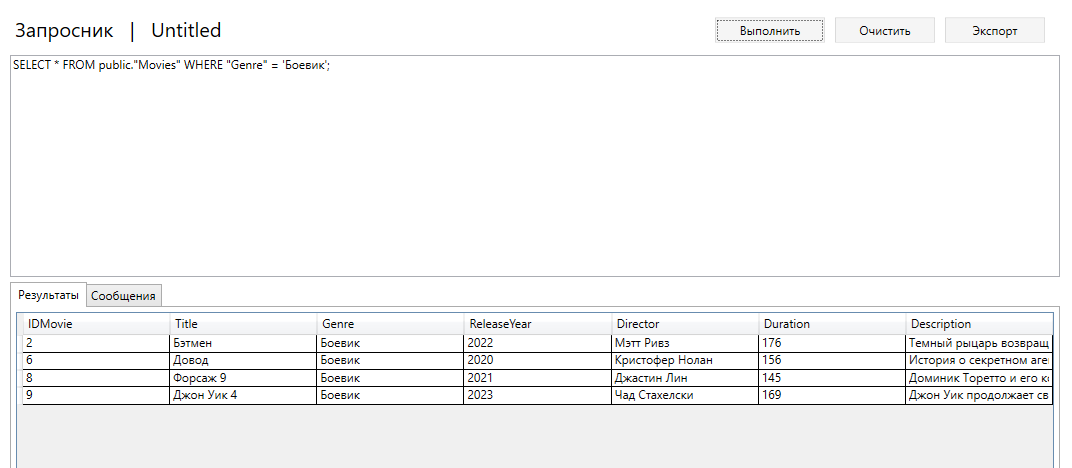 Запросник | Untitled Выполнить Очистить Экспорт
SELECT * FROM public."Movies" WHERE "Genre" = 'Боевик';
Результаты Сообщения
IDMovie Title Genre ReleaseYear Director Duration Description
2 Бэтмен Боевик 2022 Мэтт Ривз 176 Темный рыцарь возвращ
6 Довод Боевик 2020 Кристофер Нолан 156 История о секретном аге
8 Форсаж 9 Боевик 2021 Джастин Лин 145 Доминик Торетто и его к
9 Джон Уик 4 Боевик 2023 Чад Стахелски 169 Джон Уик продолжает св